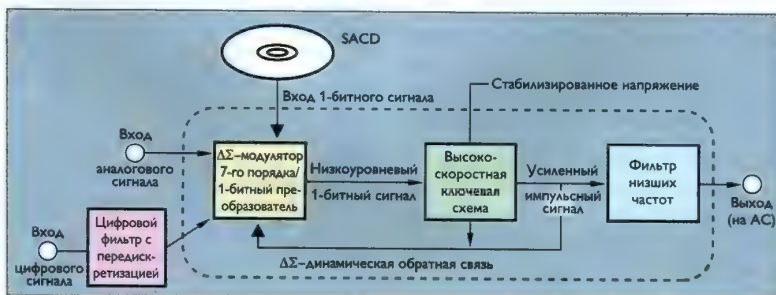 SACD
Стабилизированное напряжение
Вход 1-битного сигнала
Вход
аналогового
сигнала
ΔΣ–модулятор
7-го порядка/
1-битный пре-
образователь
Низкоуровневый
1-битный сигнал
Высоко-
скоростная
ключевая
схема
Усиленный
импульсный
сигнал
Фильтр
низших
частот
Выход
(на АС)
Вход
цифрового
сигнала
Цифровой
фильтр с
передиск-
ретизацией
ΔΣ–динамическая обратная связь